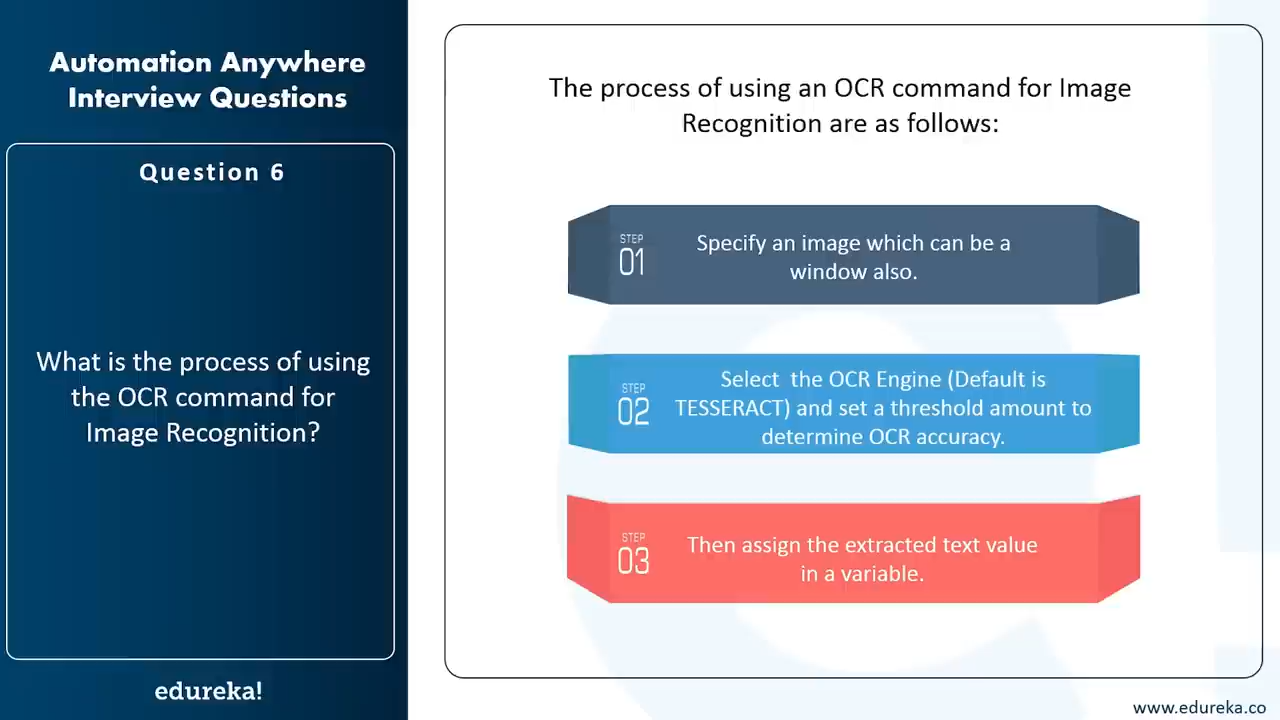 Automation Anywhere
Interview Questions
Question 6
What is the process of using
the OCR command for
Image Recognition?
edureka!
The process of using an OCR command for Image
Recognition are as follows:
STEP
01
Specify an image which can be a
window also.
STEP
02
Select the OCR Engine (Default is
TESSERACT) and set a threshold amount to
determine OCR accuracy.
STEP
03
Then assign the extracted text value
in a variable.
www.edureka.co